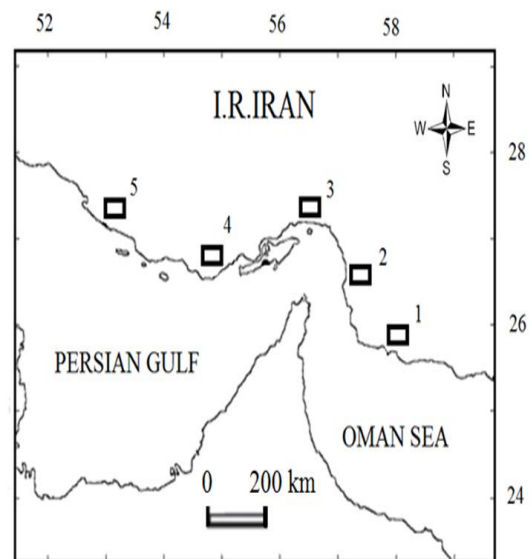 52 54 56 58
I.R.IRAN
N
W E
S
28
5
3
4
2
1
26
PERSIAN GULF
OMAN SEA
0 200 km
24